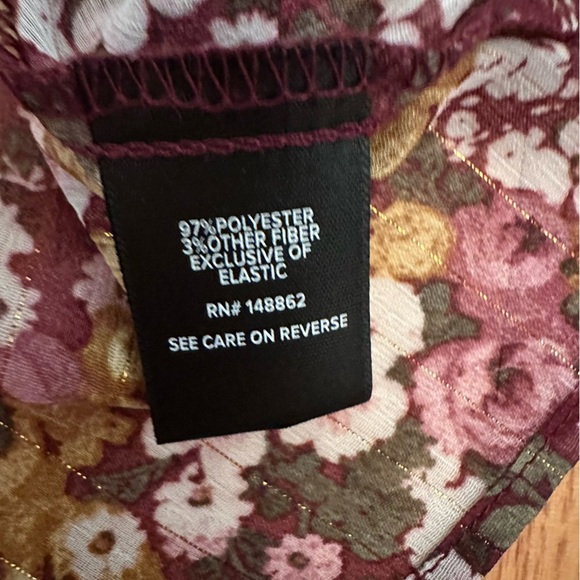 97%POLYESTER
3%OTHER FIBER
EXCLUSIVE OF
ELASTIC
RN# 148862
SEE CARE ON REVERSE